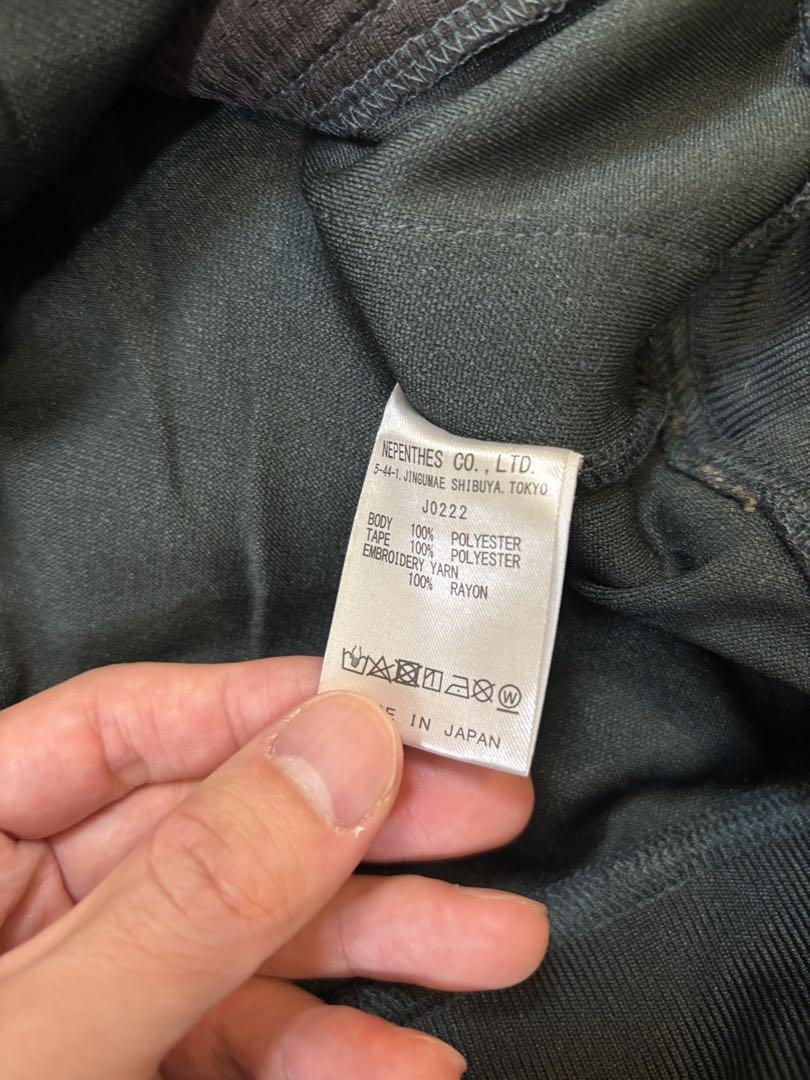 NEPENTHES CO.,LTD.
5-44-1.JINGUMAE SHIBUYA.TOKYO
J0222
BODY 100% POLYESTER
TAPE 100% POLYESTER
EMBROIDERY YARN
100% RAYON
W
IN JAPAN